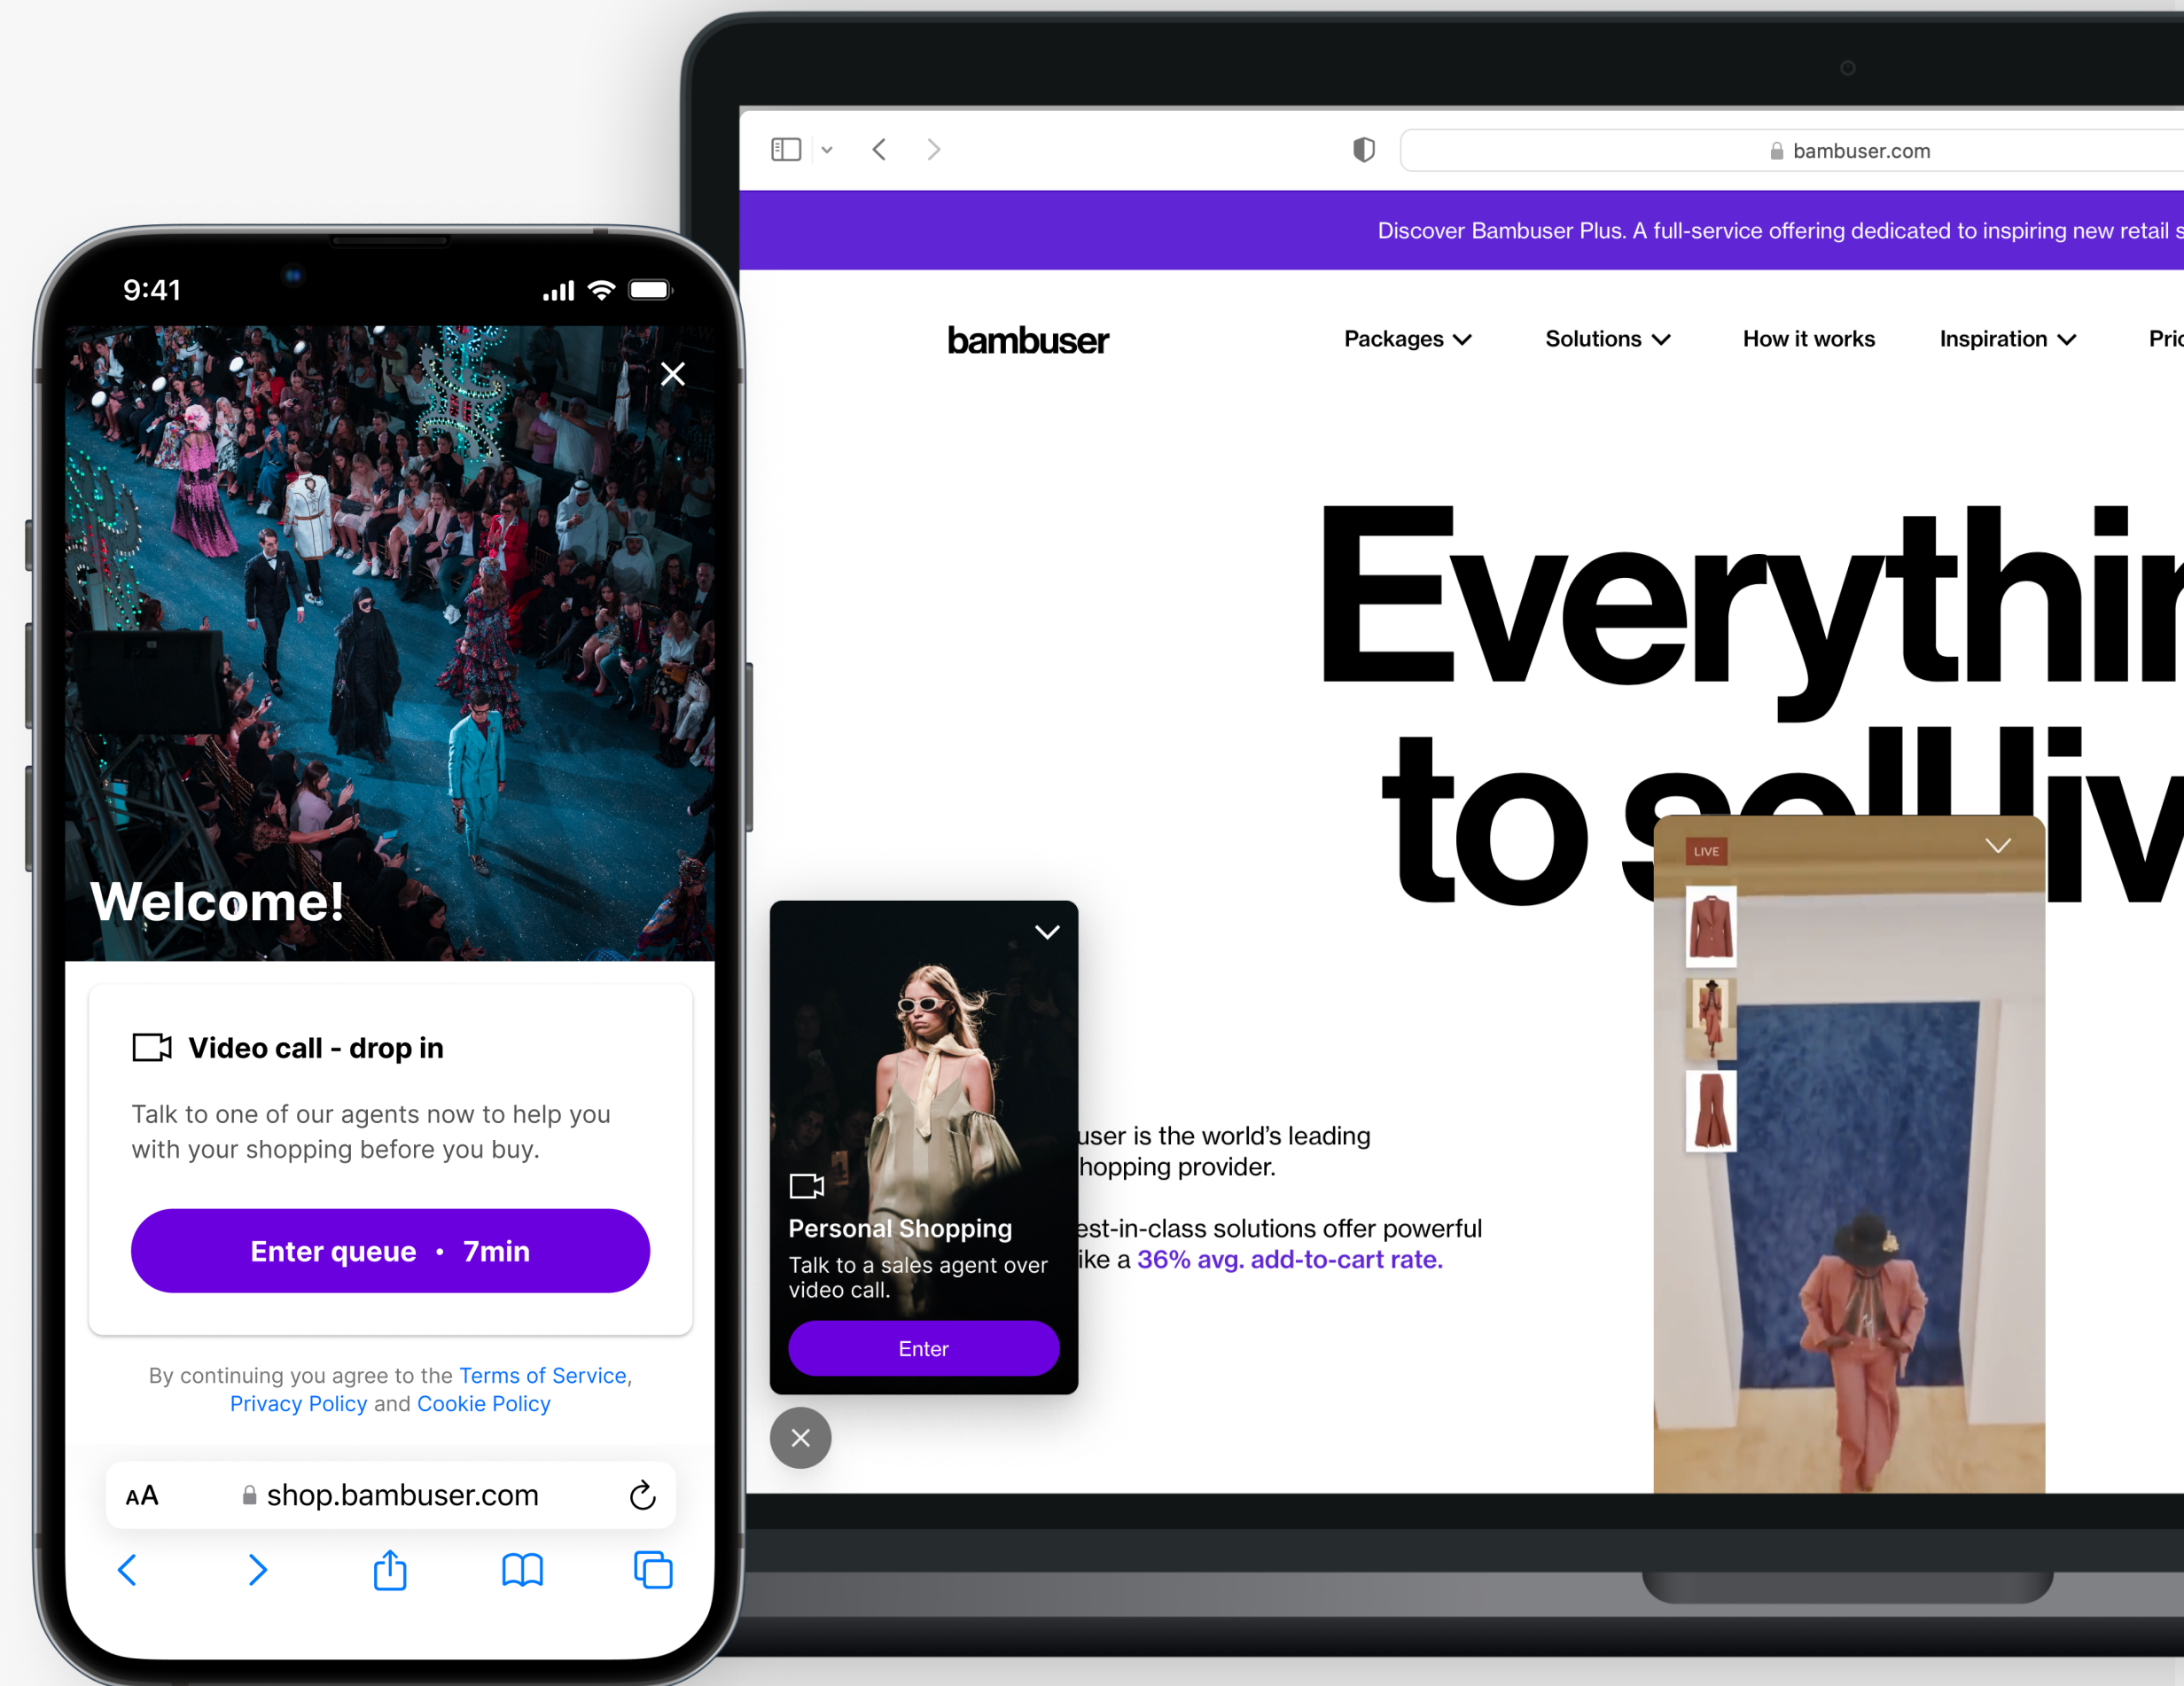 9:41
Welcome!
Video call - drop in
Talk to one of our agents now to help you
with your shopping before you buy.
Enter queue • 7min
By continuing you agree to the Terms of Service,
Privacy Policy and Cookie Policy
AA
shop.bambuser.com
bambuser.com
Discover Bambuser Plus. A full-service offering dedicated to inspiring new retail
bambuser
Packages
Solutions
How it works
Inspiration
Everythin
to sell liv
LIVE
user is the world's leading
hopping provider.
est-in-class solutions offer powerful
ike a 36% avg. add-to-cart rate.
Personal Shopping
Talk to a sales agent over
video call.
Enter